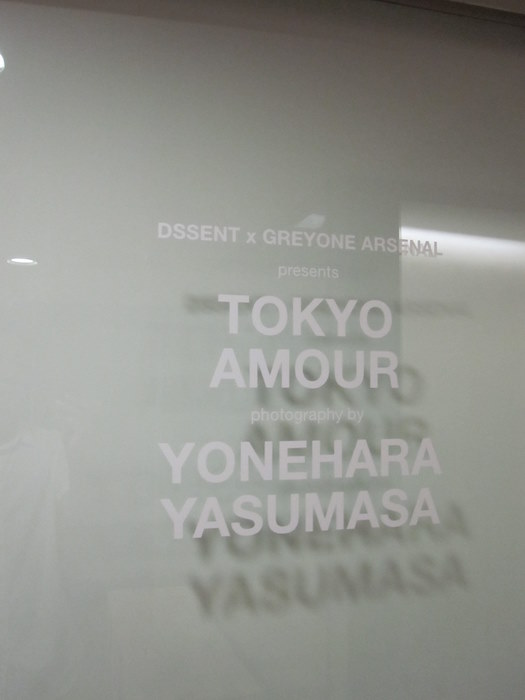 DSSENT x GREYONE ARSENAL
presents
TOKYO
AMOUR
photography by
YONEHARA
YASUMASA